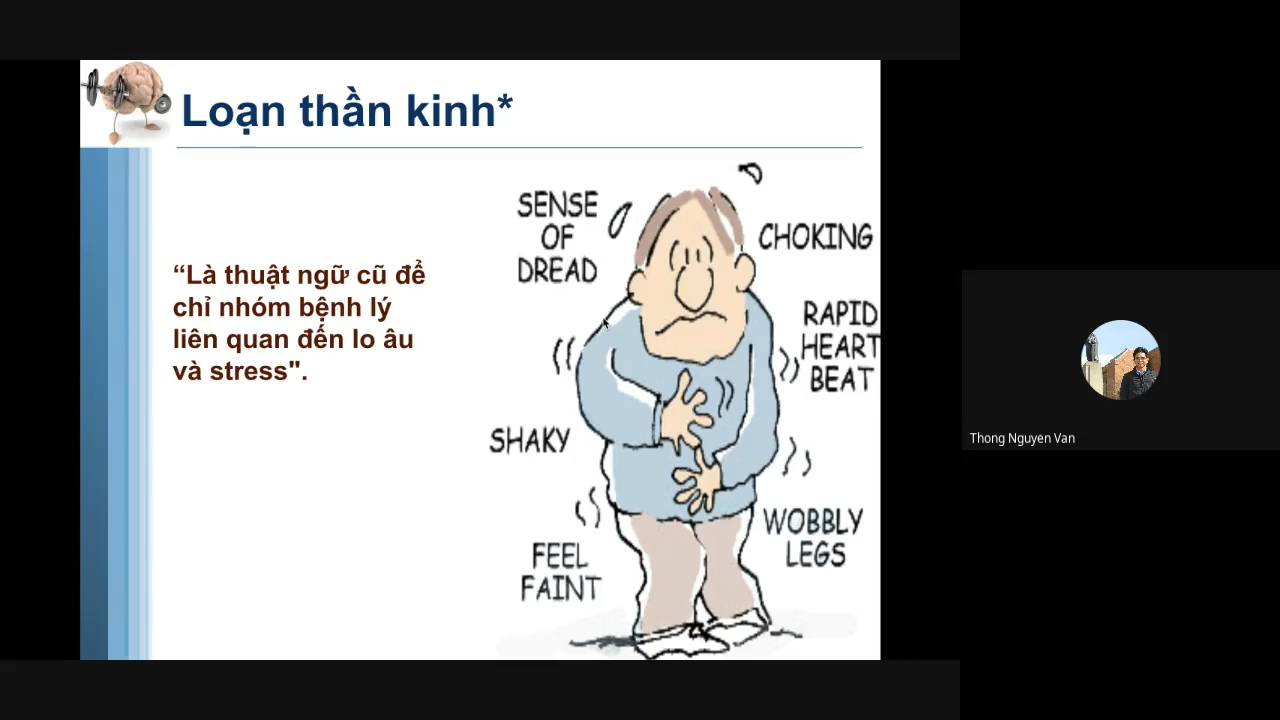 Loạn thần kinh*
“Là thuật ngữ cũ để
chỉ nhóm bệnh lý
liên quan đến lo âu
và stress".
SENSE
OF
DREAD
CHOKING
RAPID
HEART
BEAT
SHAKY
WOBBLY
LEGS
FEEL
FAINT
Thong Nguyen Van